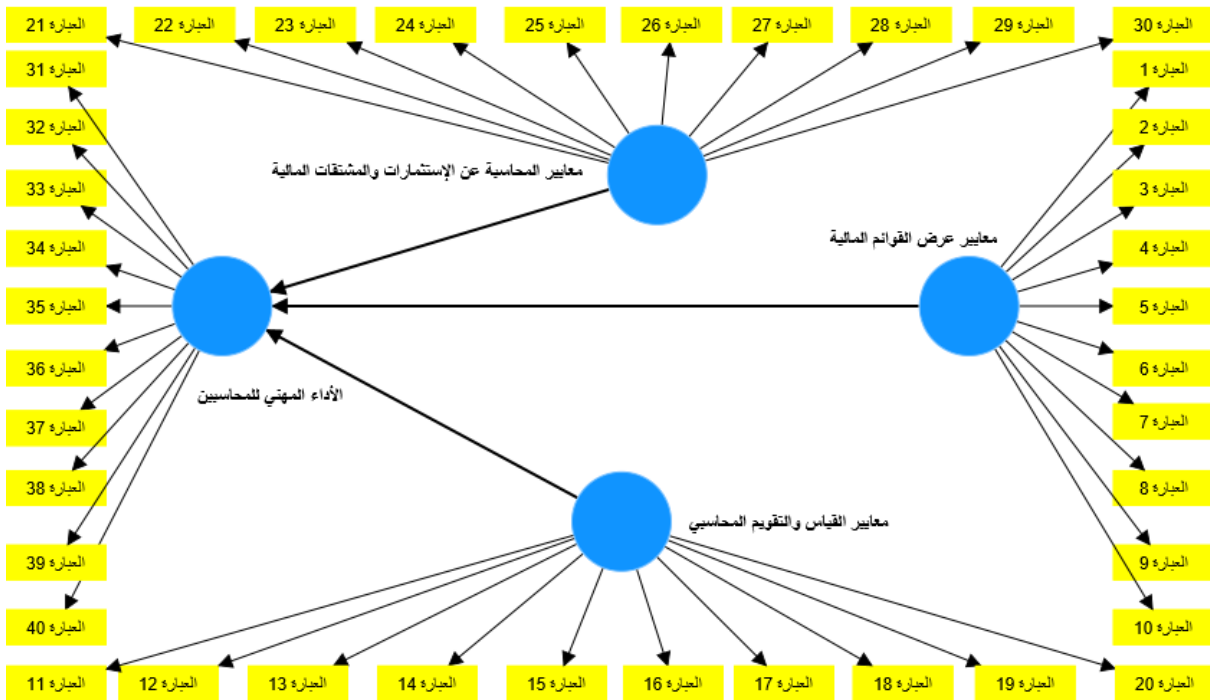 العبارة 21
العبارة 22
العبارة 23
العبارة 24
العبارة 25
العبارة 26
العبارة 27
العبارة 28
العبارة 29
العبارة 30
العبارة 31
العبارة 32
العبارة 33
العبارة 34
العبارة 35
العبارة 36
العبارة 37
العبارة 38
العبارة 39
العبارة 40
العبارة 1
العبارة 2
العبارة 3
العبارة 4
العبارة 5
العبارة 6
العبارة 7
العبارة 8
العبارة 9
العبارة 10
معايير المحاسبة عن الإستثمارات والمشتقات المالية
معايير عرض القوائم المالية
الأداء المهني للمحاسبين
معايير القياس والتقويم المحاسبي
العبارة 11
العبارة 12
العبارة 13
العبارة 14
العبارة 15
العبارة 16
العبارة 17
العبارة 18
العبارة 19
العبارة 20